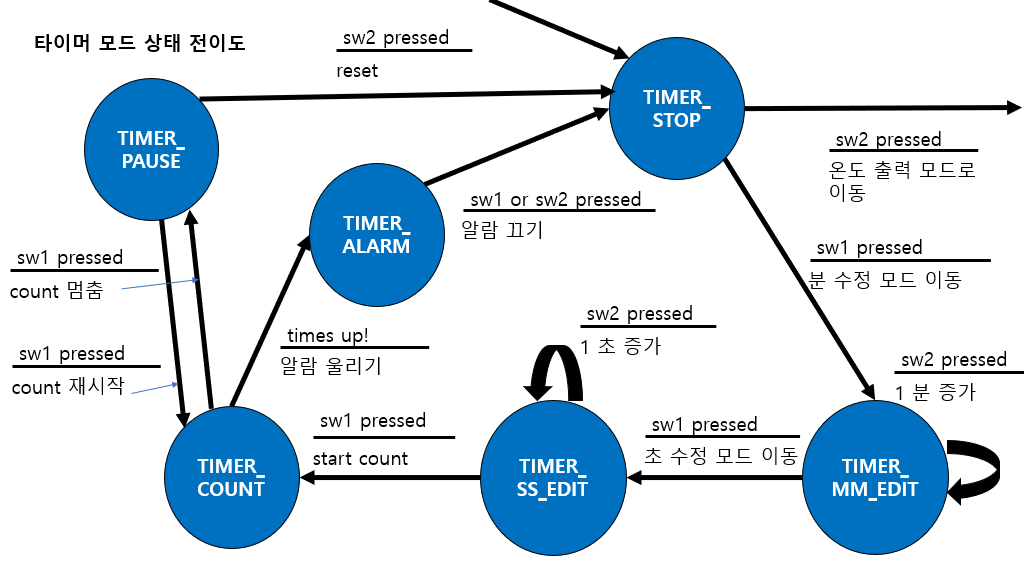 타이머 모드 상태 전이도
sw2 pressed
reset
TIMER_
STOP
TIMER_
PAUSE
sw2 pressed
온도 출력 모드로
이동
TIMER_
ALARM
sw1 or sw2 pressed
알람 끄기
sw1 pressed
count 멈춤
sw1 pressed
분 수정 모드 이동
sw1 pressed
count 재시작
times up!
알람 울리기
sw2 pressed
1 초 증가
sw2 pressed
1 분 증가
sw1 pressed
start count
sw1 pressed
초 수정 모드 이동
TIMER_
COUNT
TIMER_
SS_EDIT
TIMER_
MM_EDIT